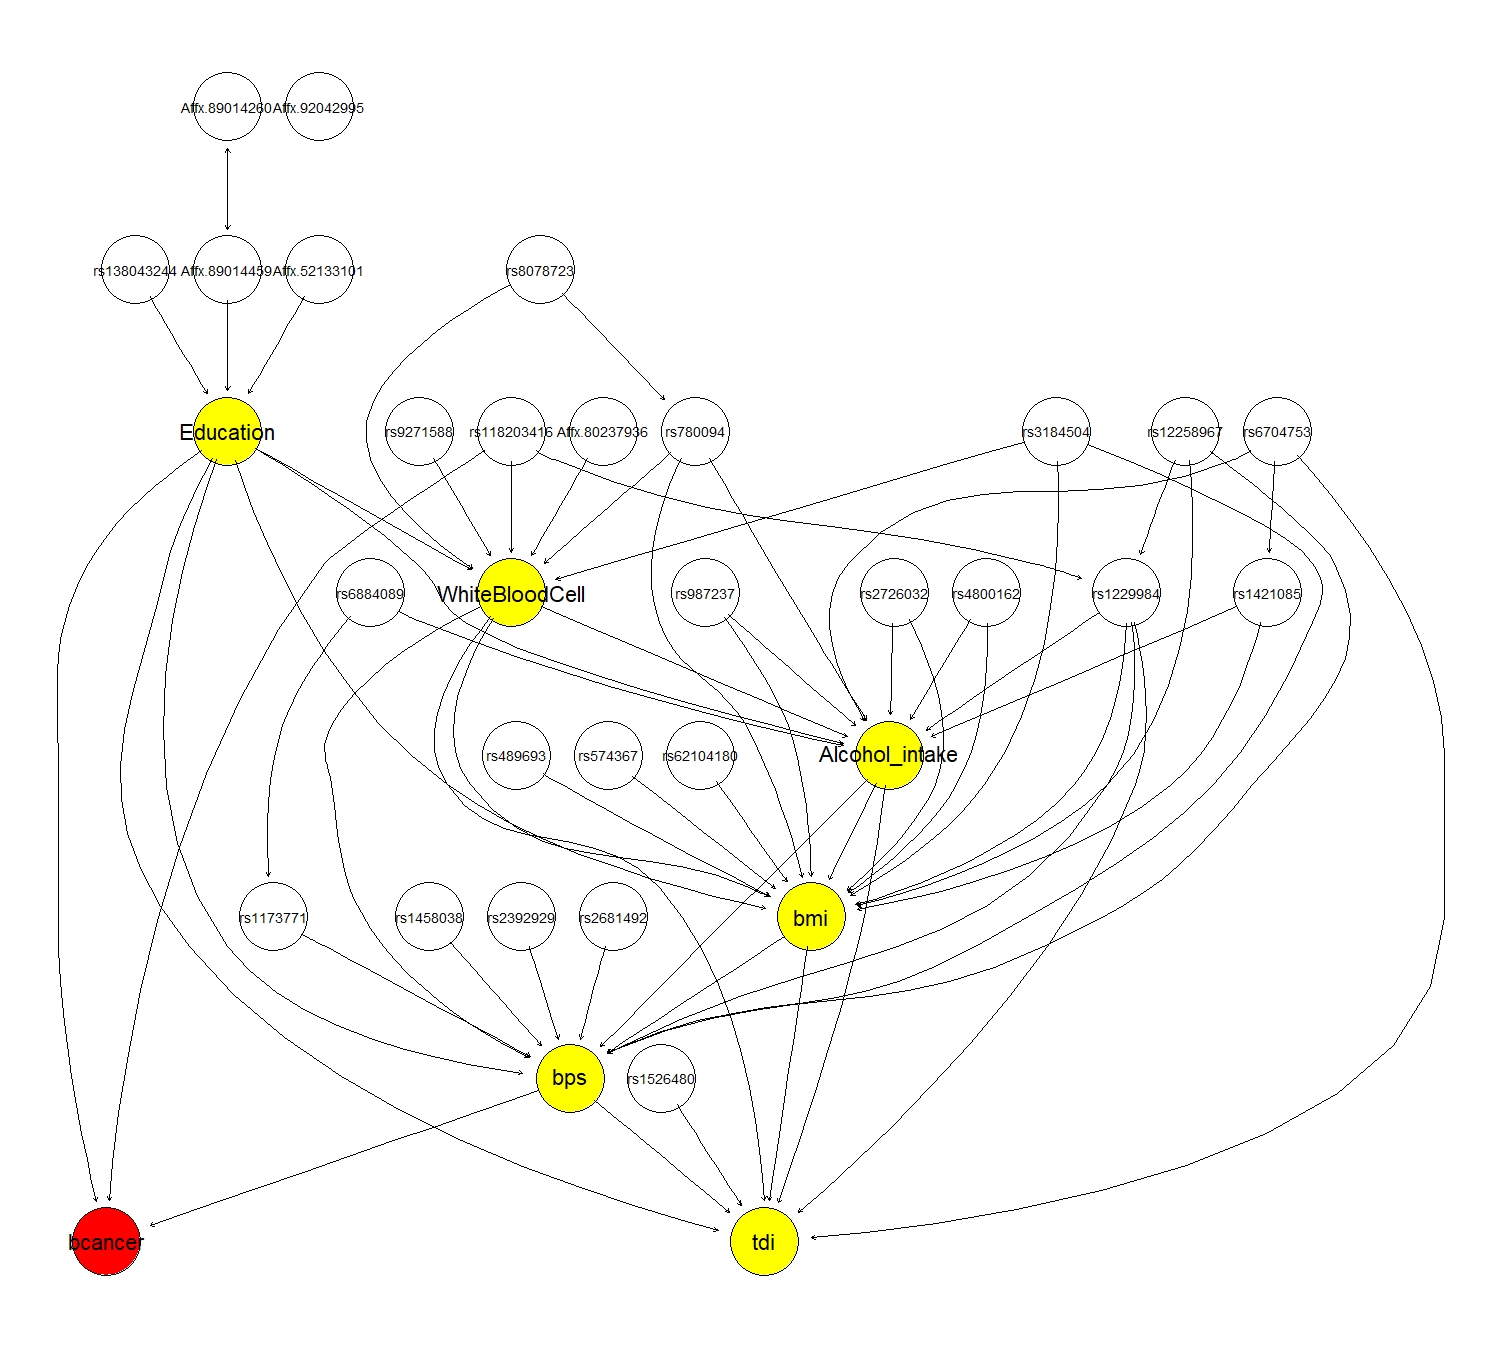 Affx.89014260 Affx.92042995
rs138043244 Affx.89014459 Affx.52133101 rs8078723
Education rs9271588 rs118203416 Affx.80237936 rs780094 rs3184504 rs12258967 rs6704753
rs6884089 WhiteBloodCell rs987237 rs2726032 rs4800162 rs1229984 rs1421085
rs489693 rs574367 rs62104180 Alcohol_intake
rs1173771 rs1458038 rs2392929 rs2681492 bmi
bps rs1526480
bcancer tdi